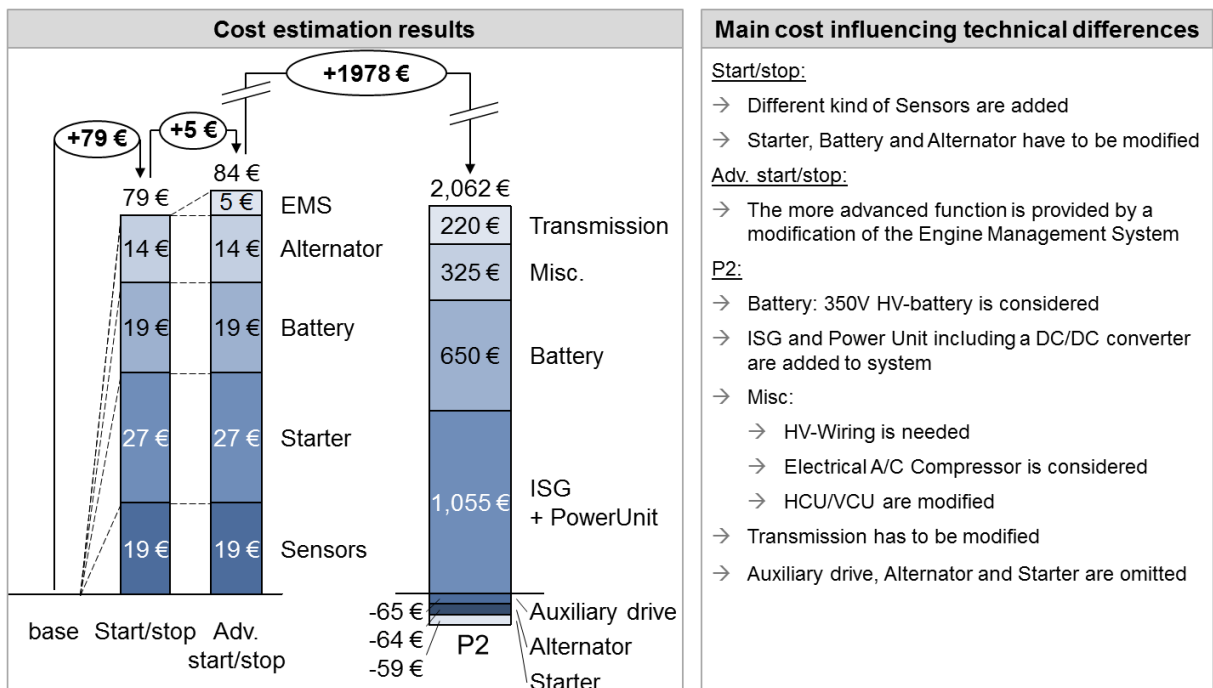 Cost estimation results
+1978 €
+79 €
+5 €
79 €
84 €
5 €
EMS
14 €
14 €
Alternator
19 €
19 €
Battery
27 €
27 €
Starter
19 €
19 €
Sensors
base
Start/stop
Adv.
start/stop
2,062 €
220 €
Transmission
325 €
Misc.
650 €
Battery
1,055 €
ISG
+ PowerUnit
-65 €
Auxiliary drive
-64 €
Alternator
-59 €
Starter
P2
Main cost influencing technical differences
Start/stop:
→ Different kind of Sensors are added
→ Starter, Battery and Alternator have to be modified
Adv. start/stop:
→ The more advanced function is provided by a
modification of the Engine Management System
P2:
→ Battery: 350V HV-battery is considered
→ ISG and Power Unit including a DC/DC converter
are added to system
→ Misc:
→ HV-Wiring is needed
→ Electrical A/C Compressor is considered
→ HCU/VCU are modified
→ Transmission has to be modified
→ Auxiliary drive, Alternator and Starter are omitted